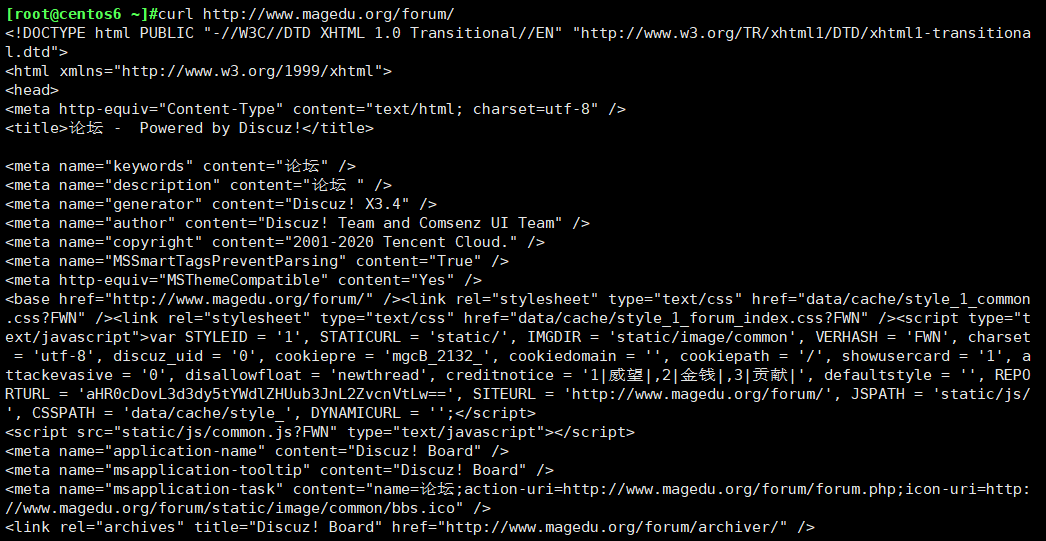 [root@centos6 ~]#curl http://www.magedu.org/forum/
<!DOCTYPE html PUBLIC "-//W3C//DTD XHTML 1.0 Transitional//EN" "http://www.w3.org/TR/xhtml1/DTD/xhtml1-transitiona
l.dtd">
<html xmlns="http://www.w3.org/1999/xhtml">
<head>
<meta http-equiv="Content-Type" content="text/html; charset=utf-8" />
<title>论坛 -  Powered by Discuz!</title>

<meta name="keywords" content="论坛" />
<meta name="description" content="论坛 " />
<meta name="generator" content="Discuz! X3.4" />
<meta name="author" content="Discuz! Team and Comsenz UI Team" />
<meta name="copyright" content="2001-2020 Tencent Cloud." />
<meta name="MSSmartTagsPreventParsing" content="True" />
<meta http-equiv="MSThemeCompatible" content="Yes" />
<base href="http://www.magedu.org/forum/" /><link rel="stylesheet" type="text/css" href="data/cache/style_1_common
.css?FWN" /><link rel="stylesheet" type="text/css" href="data/cache/style_1_forum_index.css?FWN" /><script type="t
ext/javascript">var STYLEID = '1', STATICURL = 'static/', IMGDIR = 'static/image/common', VERHASH = 'FWN', charset
 = 'utf-8', discuz_uid = '0', cookiepre = 'mgcB_2132_', cookiedomain = '', cookiepath = '/', showusercard = '1', a
ttackevasive = '0', disallowfloat = 'newthread', creditnotice = '1|威望|,2|金钱|,3|贡献|', defaultstyle = '', REPO
RTURL = 'aHR0cDovL3d3dy5tYWdlZHUub3JnL2ZvcnVtLw==', SITEURL = 'http://www.magedu.org/forum/', JSPATH = 'static/js/
', CSSPATH = 'data/cache/style_', DYNAMICURL = '';</script>
<script src="static/js/common.js?FWN" type="text/javascript"></script>
<meta name="application-name" content="Discuz! Board" />
<meta name="msapplication-tooltip" content="Discuz! Board" />
<meta name="msapplication-task" content="name=论坛;action-uri=http://www.magedu.org/forum/forum.php;icon-uri=http:
//www.magedu.org/forum/static/image/common/bbs.ico" />
<link rel="archives" title="Discuz! Board" href="http://www.magedu.org/forum/archiver/" />